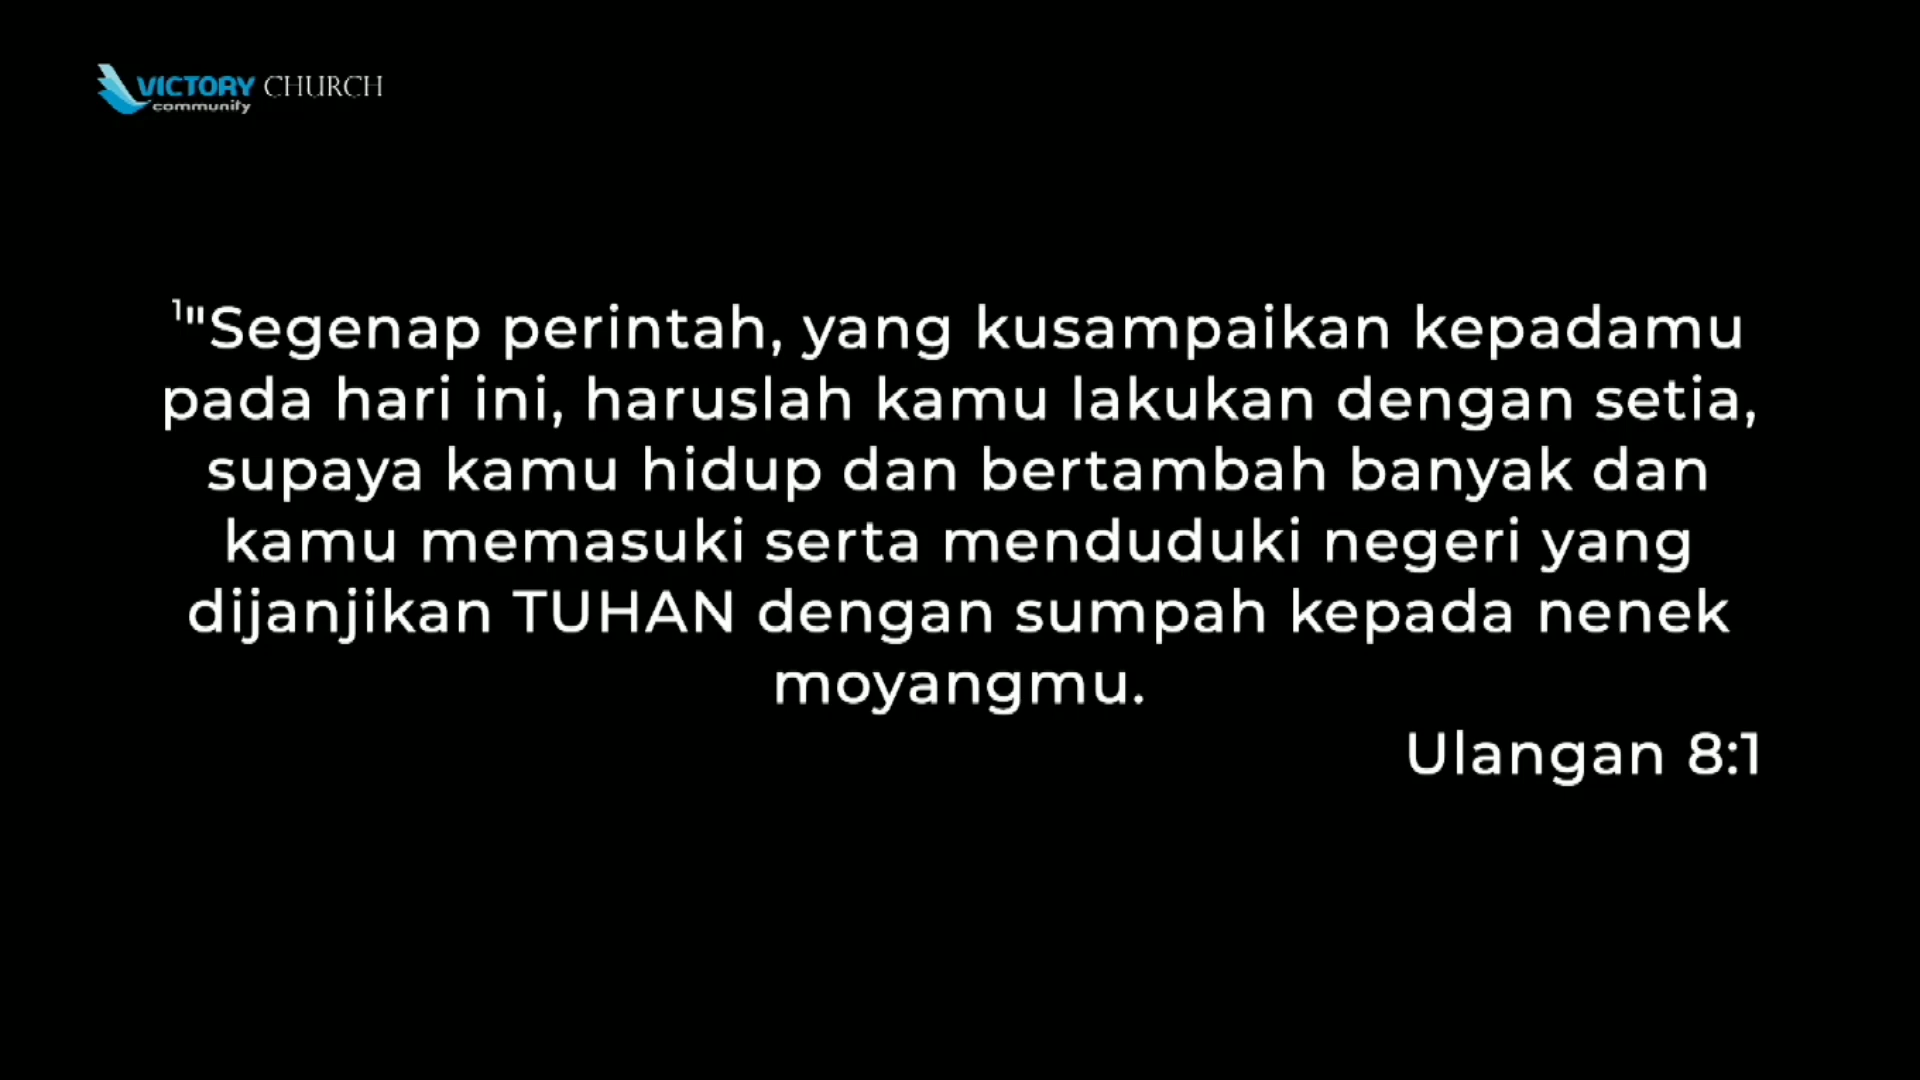 VICTORY CHURCH
community
¹"Segenap perintah, yang kusampaikan kepadamu
pada hari ini, haruslah kamu lakukan dengan setia,
supaya kamu hidup dan bertambah banyak dan
kamu memasuki serta menduduki negeri yang
dijanjikan TUHAN dengan sumpah kepada nenek
moyangmu.
Ulangan 8:1